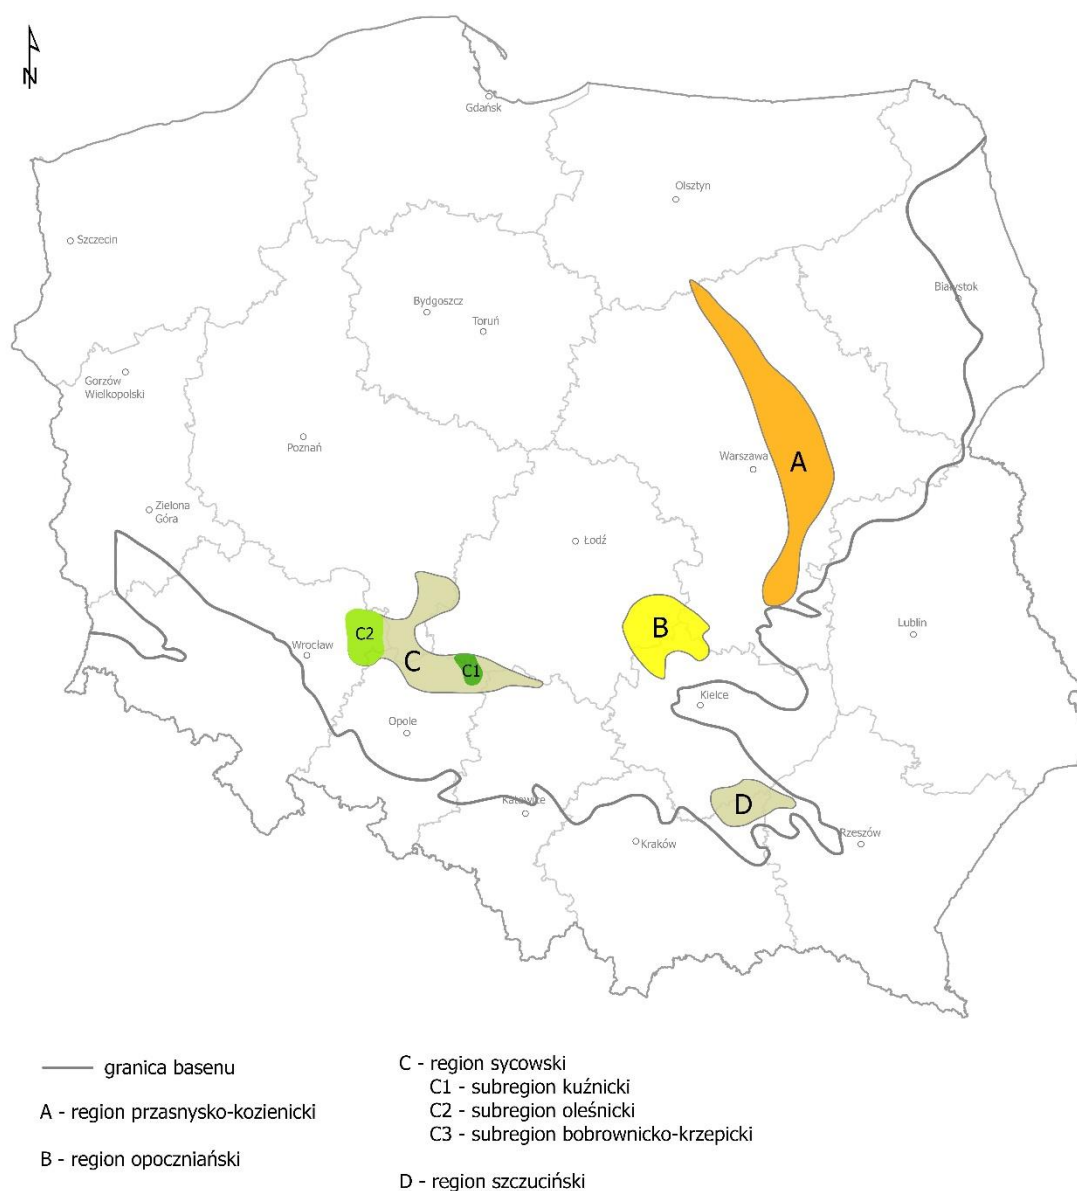 N
Gdańsk
Olsztyn
Szczecin
Białystok
Bydgoszcz
Toruń
Gorzów
Wielkopolski
Poznań
Warszawa
A
Zielona
Góra
Łódź
B
Lublin
C2
Wrocław
C
C1
Kielce
Opole
Katowice
D
Rzeszów
Kraków
granica basenu
A - region przasnysko-kozienicki
B - region opoczniański
C - region sycowski
C1 - subregion kuźnicki
C2 - subregion oleśnicki
C3 - subregion bobrownicko-krzepicki
D - region szczuciński